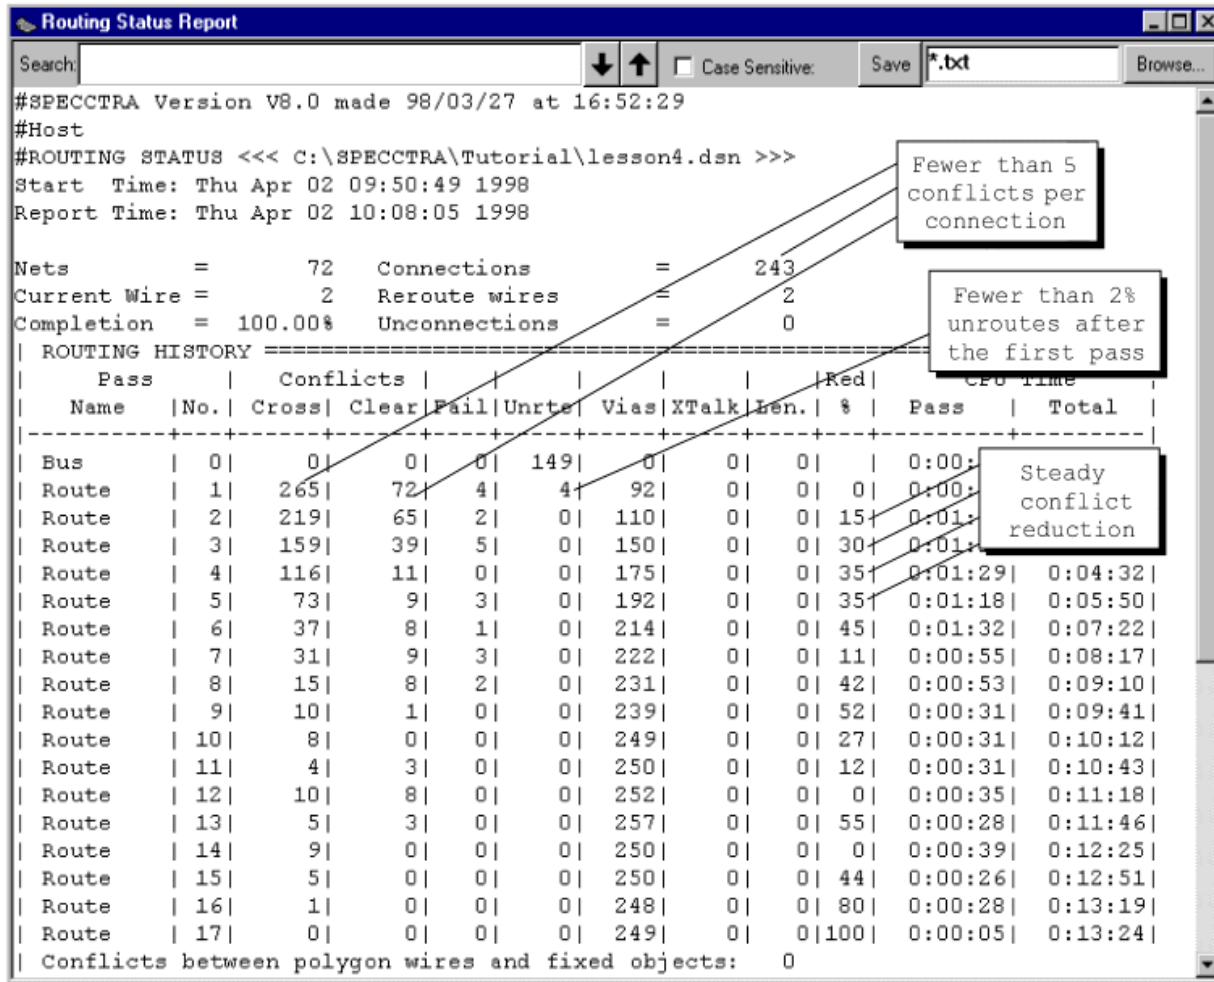 Routing Status Report
Search: Case Sensitive: Save *.txt Browse...
#SPECCTRA Version V8.0 made 98/03/27 at 16:52:29
#Host
#ROUTING STATUS <<< C:\SPECCTRA\Tutorial\lesson4.dsn >>>
Start Time: Thu Apr 02 09:50:49 1998
Report Time: Thu Apr 02 10:08:05 1998
Fewer than 5
conflicts per
connection
Nets = 72 Connections = 243
Current Wire = 2 Reroute wires = 2
Completion = 100.00% Unconnections = 0
Fewer than 2%
unroutes after
the first pass
| ROUTING HISTORY ================================================
| Pass | Conflicts | | | | | |Red| CPU Time |
| Name |No.| Cross| Clear|Fail|Unrte| Vias|XTalk|Len.| % | Pass | Total |
|----------+---+------+------+----+-----+-----+-----+----+---+---------+----------|
| Bus | 0| 0| 0| 0| 149| 0| 0| 0| | 0:00:
| Route | 1| 265| 72| 4| 4| 92| 0| 0| 0| 0:00:
| Route | 2| 219| 65| 2| 0| 110| 0| 0| 15| 0:01:
| Route | 3| 159| 39| 5| 0| 150| 0| 0| 30| 0:01:
Steady
conflict
reduction
| Route | 4| 116| 11| 0| 0| 175| 0| 0| 35| 0:01:29| 0:04:32|
| Route | 5| 73| 9| 3| 0| 192| 0| 0| 35| 0:01:18| 0:05:50|
| Route | 6| 37| 8| 1| 0| 214| 0| 0| 45| 0:01:32| 0:07:22|
| Route | 7| 31| 9| 3| 0| 222| 0| 0| 11| 0:00:55| 0:08:17|
| Route | 8| 15| 8| 2| 0| 231| 0| 0| 42| 0:00:53| 0:09:10|
| Route | 9| 10| 1| 0| 0| 239| 0| 0| 52| 0:00:31| 0:09:41|
| Route | 10| 8| 0| 0| 0| 249| 0| 0| 27| 0:00:31| 0:10:12|
| Route | 11| 4| 3| 0| 0| 250| 0| 0| 12| 0:00:31| 0:10:43|
| Route | 12| 10| 8| 0| 0| 252| 0| 0| 0| 0:00:35| 0:11:18|
| Route | 13| 5| 3| 0| 0| 257| 0| 0| 55| 0:00:28| 0:11:46|
| Route | 14| 9| 0| 0| 0| 250| 0| 0| 0| 0:00:39| 0:12:25|
| Route | 15| 5| 0| 0| 0| 250| 0| 0| 44| 0:00:26| 0:12:51|
| Route | 16| 1| 0| 0| 0| 248| 0| 0| 80| 0:00:28| 0:13:19|
| Route | 17| 0| 0| 0| 0| 249| 0| 0|100| 0:00:05| 0:13:24|
| Conflicts between polygon wires and fixed objects: 0